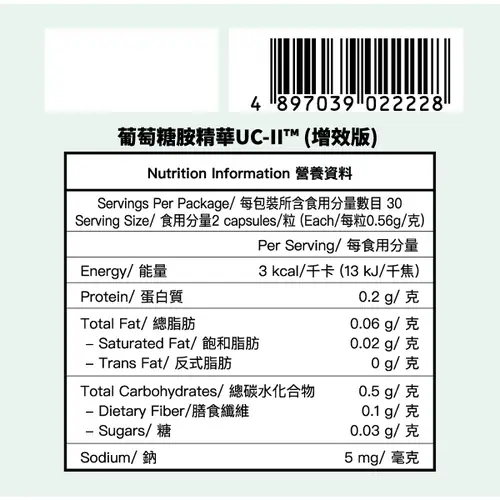 4 897039 022228
葡萄糖胺精華UC-II™ (增效版)
Nutrition Information 營養資料
Servings Per Package/ 每包裝所含食用分量數目 30
Serving Size/ 食用分量2 capsules/粒 (Each/每粒0.56g/克)
Per Serving/ 每食用分量
Energy/ 能量 3 kcal/千卡 (13 kJ/千焦)
Protein/ 蛋白質 0.2 g/ 克
Total Fat/ 總脂肪 0.06 g/ 克
– Saturated Fat/ 飽和脂肪 0.02 g/ 克
– Trans Fat/ 反式脂肪 0 g/ 克
Total Carbohydrates/ 總碳水化合物 0.5 g/ 克
– Dietary Fiber/膳食纖維 0.1 g/ 克
– Sugars/ 糖 0.03 g/ 克
Sodium/ 鈉 5 mg/ 毫克